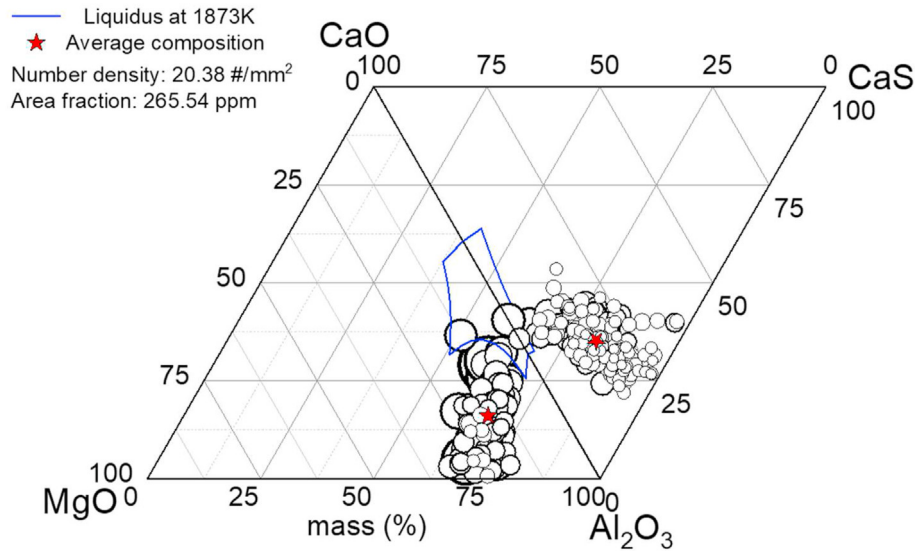 Liquidus at 1873K
Average composition
Number density: 20.38 #/mm²
Area fraction: 265.54 ppm
CaO
CaS
0 100 75 50 25 0
100
25
75
50
50
75
25
100
0 25 50 75 100 0
MgO
mass (%)
Al₂O₃